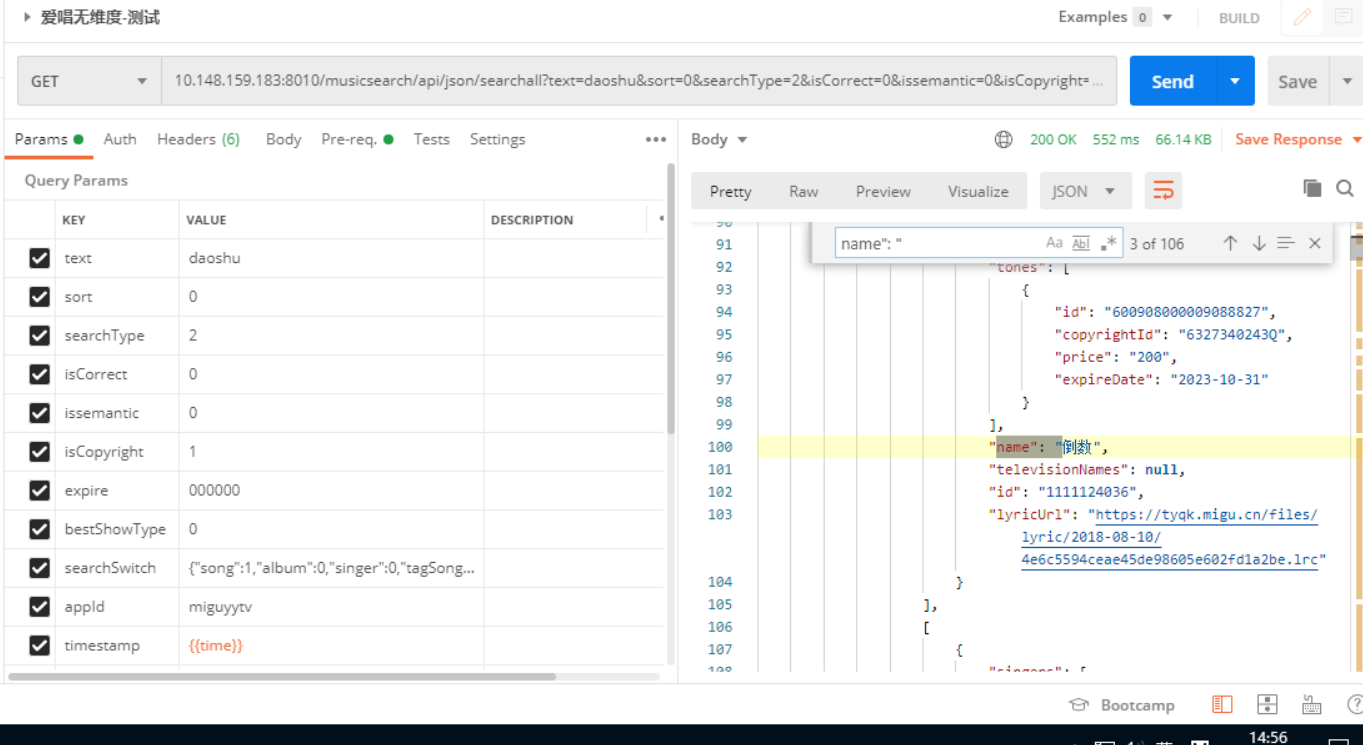 爱唱无维度-测试
Examples 0
BUILD
GET
10.148.159.183:8010/musicsearch/api/json/searchall?text=daoshu&sort=0&searchType=2&isCorrect=0&issemantic=0&isCopyright= ...
Send
Save
Params
Auth
Headers (6)
Body
Pre-req.
Tests
Settings
Query Params
KEY VALUE DESCRIPTION
text daoshu
sort 0
searchType 2
isCorrect 0
issemantic 0
isCopyright 1
expire 000000
bestShowType 0
searchSwitch {"song":1,"album":0,"singer":0,"tagSong...
appId miguyytv
timestamp {{time}}
Body
200 OK 552 ms 66.14 KB Save Response
Pretty Raw Preview Visualize JSON
name": " Aa Abl .* 3 of 106
90
91
92 "tones": [
93 {
94 "id": "600908000009088827",
95 "copyrightId": "6327340243Q",
96 "price": "200",
97 "expireDate": "2023-10-31"
98 }
99 ],
100 "name": "倒数",
101 "televisionNames": null,
102 "id": "1111124036",
103 "lyricUrl": "https://tyqk.migu.cn/files/
lyric/2018-08-10/
4e6c5594ceae45de98605e602fd1a2be.lrc"
104 }
105 ],
106 [
107 {
108 "singers": [
Bootcamp
14:56